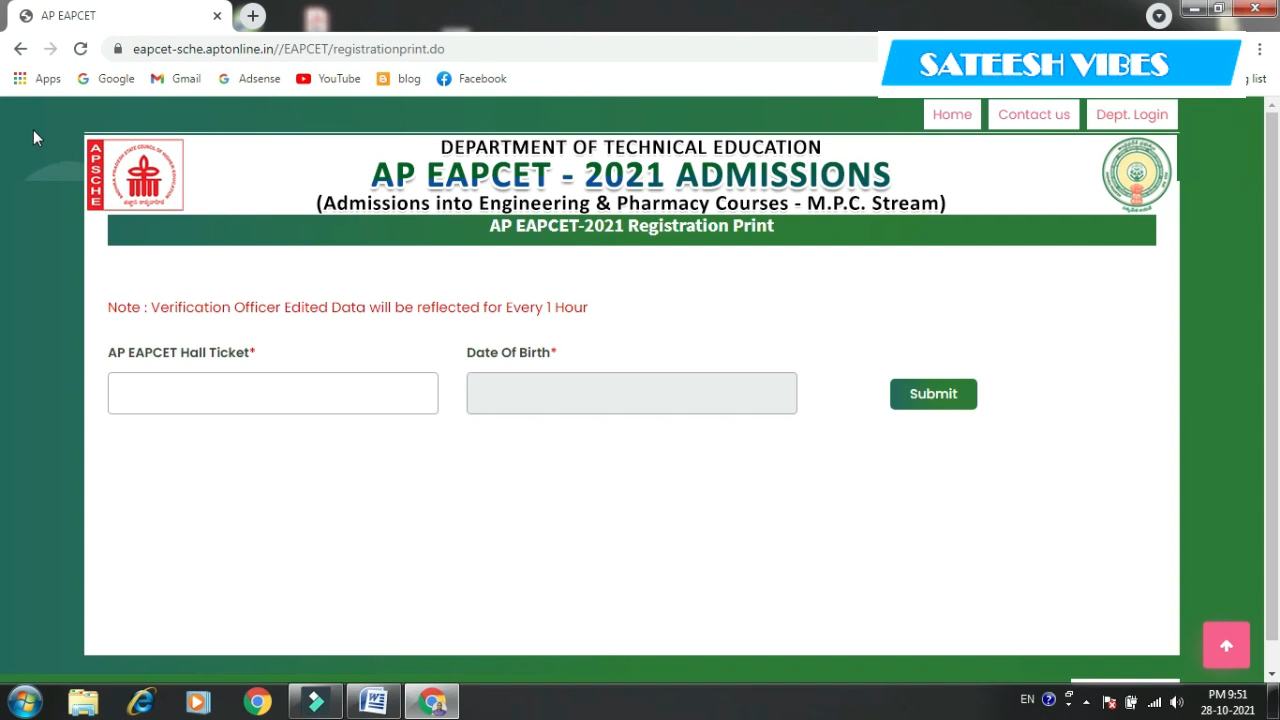 AP EAPCET
eapcet-sche.aptonline.in//EAPCET/registrationprint.do
SATEESH VIBES
Apps Google Gmail Adsense YouTube blog Facebook
g list
Home Contact us Dept. Login
APSCHE
DEPARTMENT OF TECHNICAL EDUCATION
AP EAPCET - 2021 ADMISSIONS
(Admissions into Engineering & Pharmacy Courses - M.P.C. Stream)
AP EAPCET-2021 Registration Print
Note : Verification Officer Edited Data will be reflected for Every 1 Hour
AP EAPCET Hall Ticket* Date Of Birth*
Submit
EN PM 9:51
28-10-2021